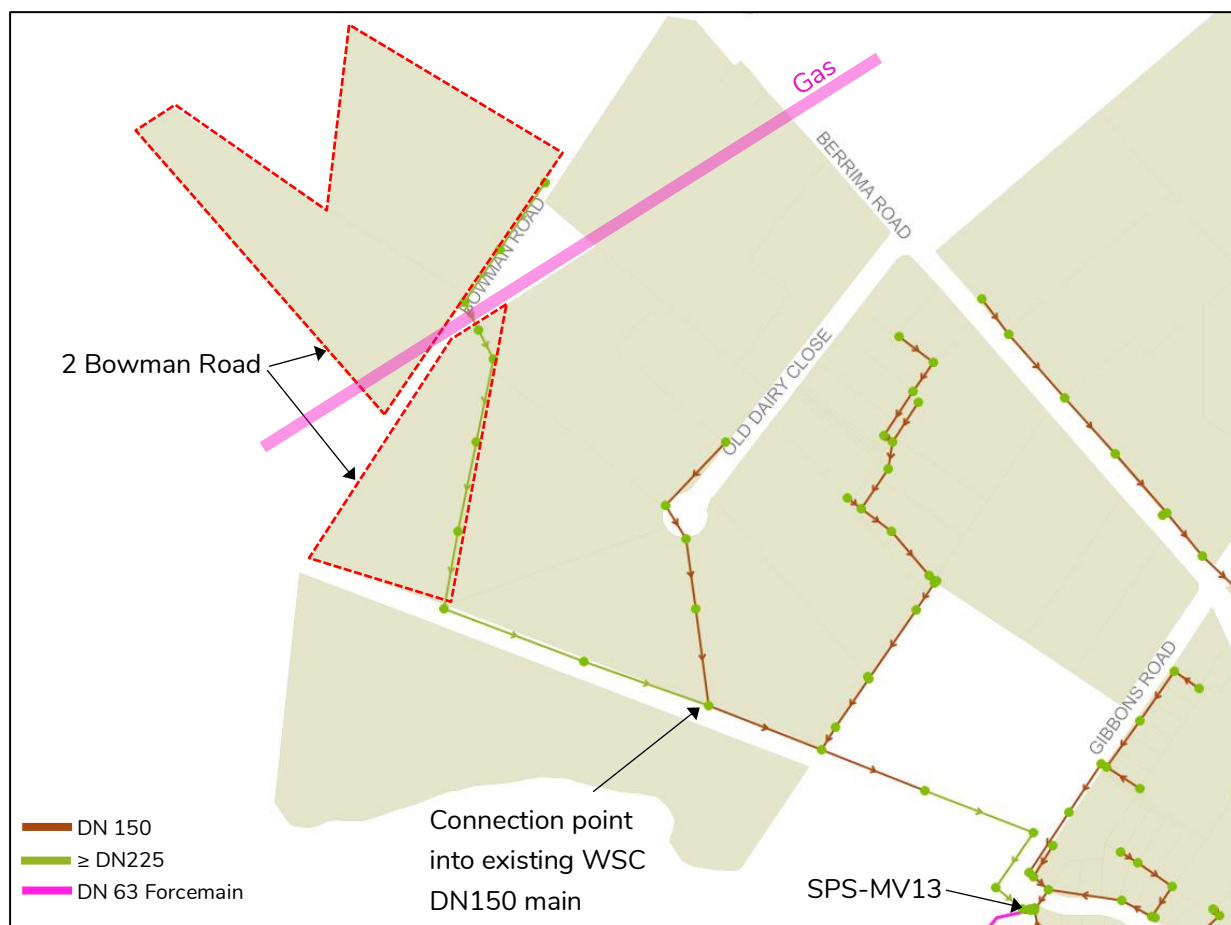 Gas
BERRIMA ROAD
BOWMAN ROAD
2 Bowman Road
OLD DAIRY CLOSE
GIBBONS ROAD
Connection point
into existing WSC
DN150 main
SPS-MV13
DN 150
≥ DN225
DN 63 Forcemain